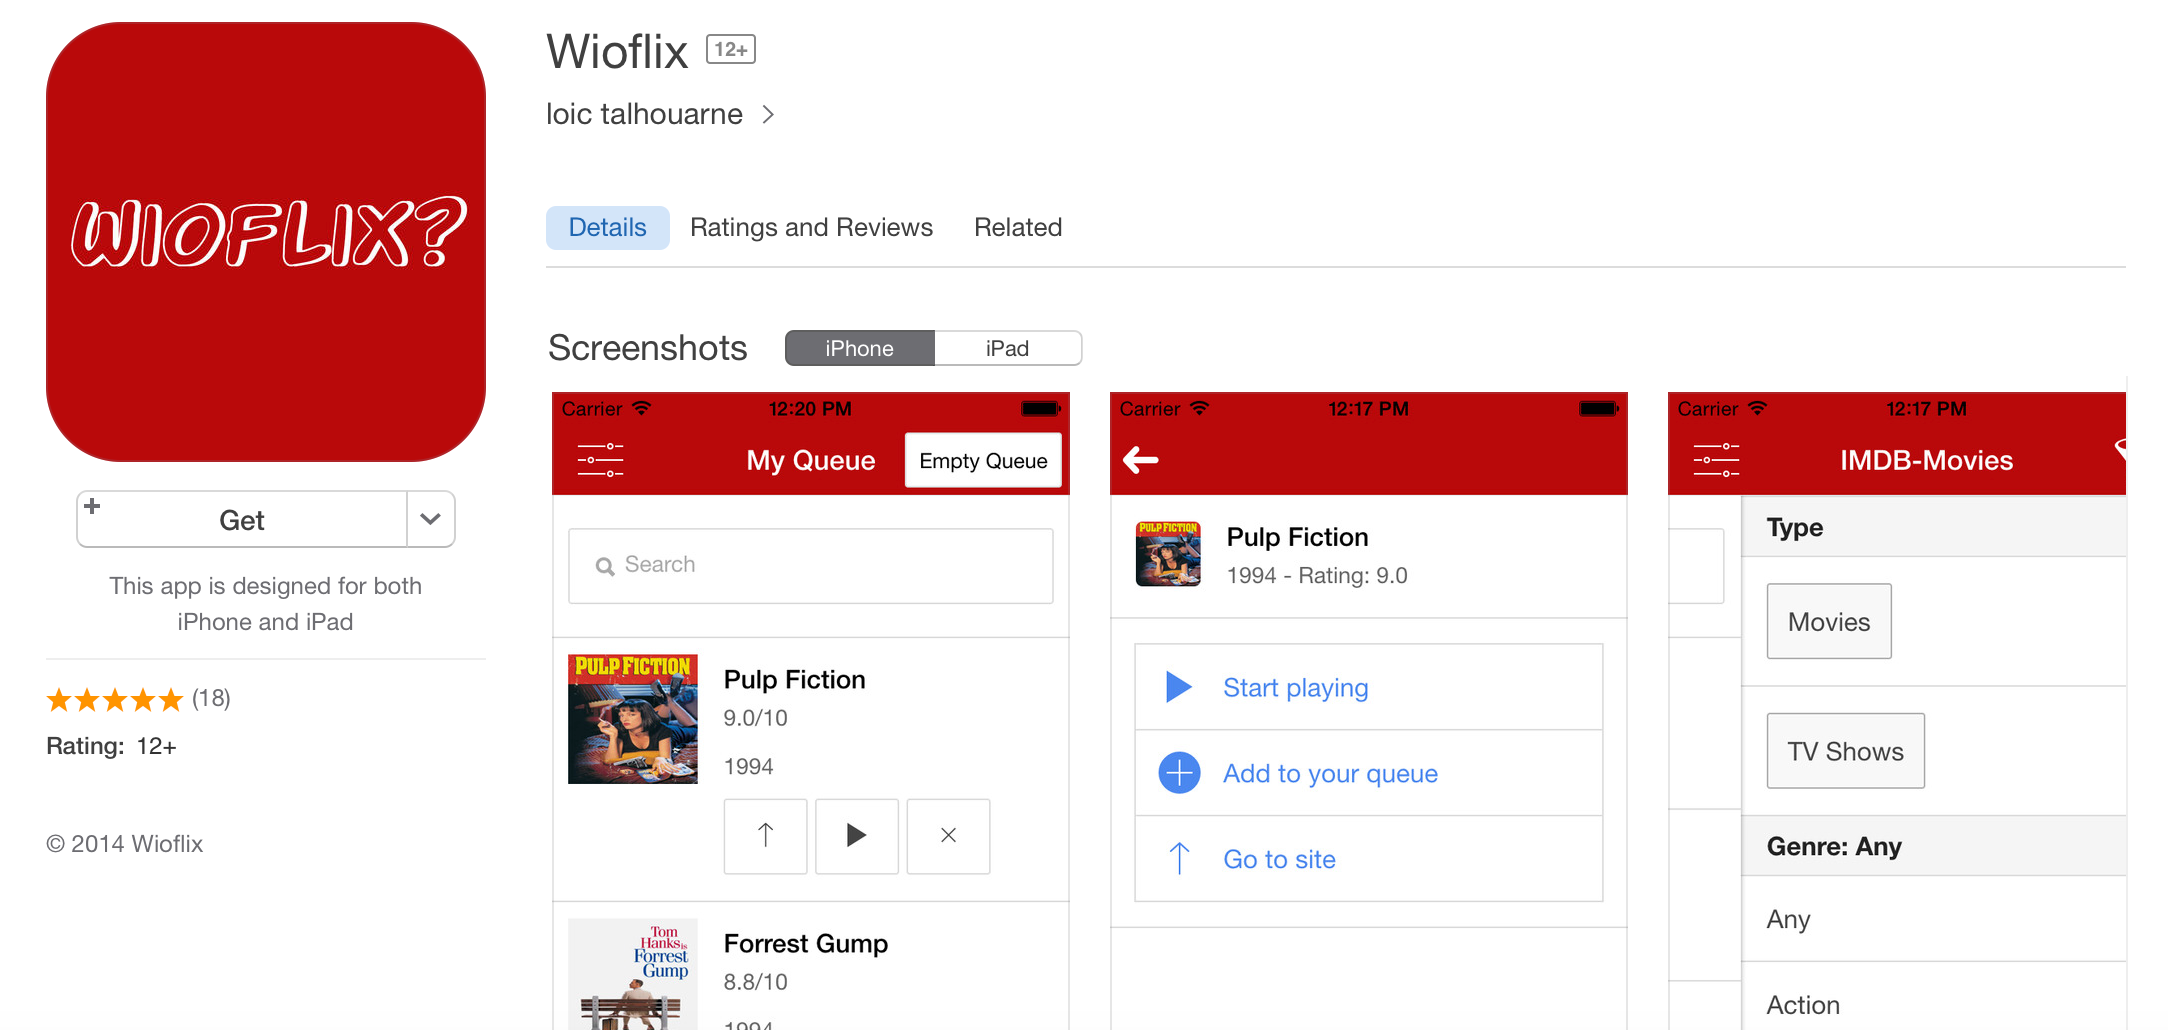 WIOFLIX?
Get
This app is designed for both
iPhone and iPad
(18)
Rating: 12+
© 2014 Wioflix
Wioflix 12+
loic talhouarne
Details Ratings and Reviews Related
Screenshots iPhone iPad
Carrier 12:20 PM
My Queue Empty Queue
Search
PULP FICTION
Pulp Fiction
9.0/10
1994
Tom
Hanks is
Forrest
Gump
Forrest Gump
8.8/10
1994
Carrier 12:17 PM
PULP FICTION
Pulp Fiction
1994 - Rating: 9.0
Start playing
Add to your queue
Go to site
Carrier 12:17 PM
IMDB-Movies
Type
Movies
TV Shows
Genre: Any
Any
Action